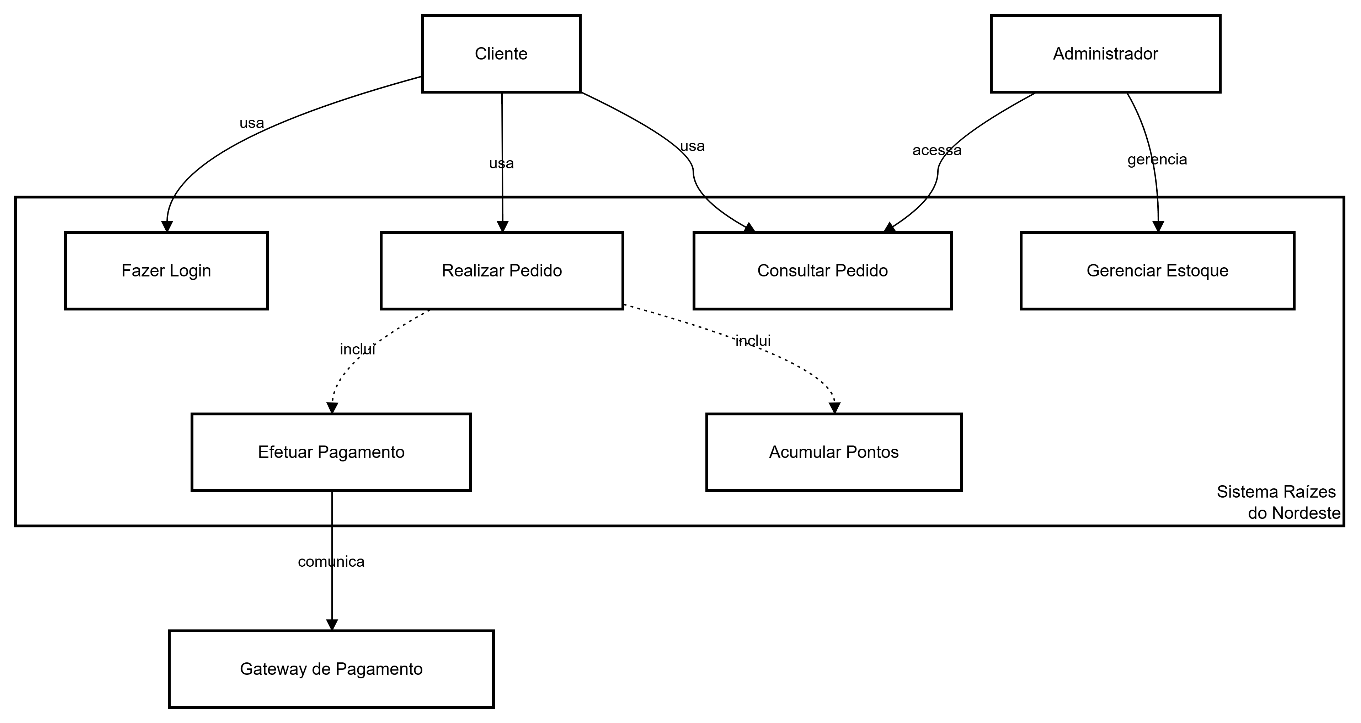 Cliente
Administrador
usa
usa
usa
acessa
gerencia
Fazer Login
Realizar Pedido
Consultar Pedido
Gerenciar Estoque
inclui
inclui
Efetuar Pagamento
Acumular Pontos
Sistema Raízes
do Nordeste
comunica
Gateway de Pagamento